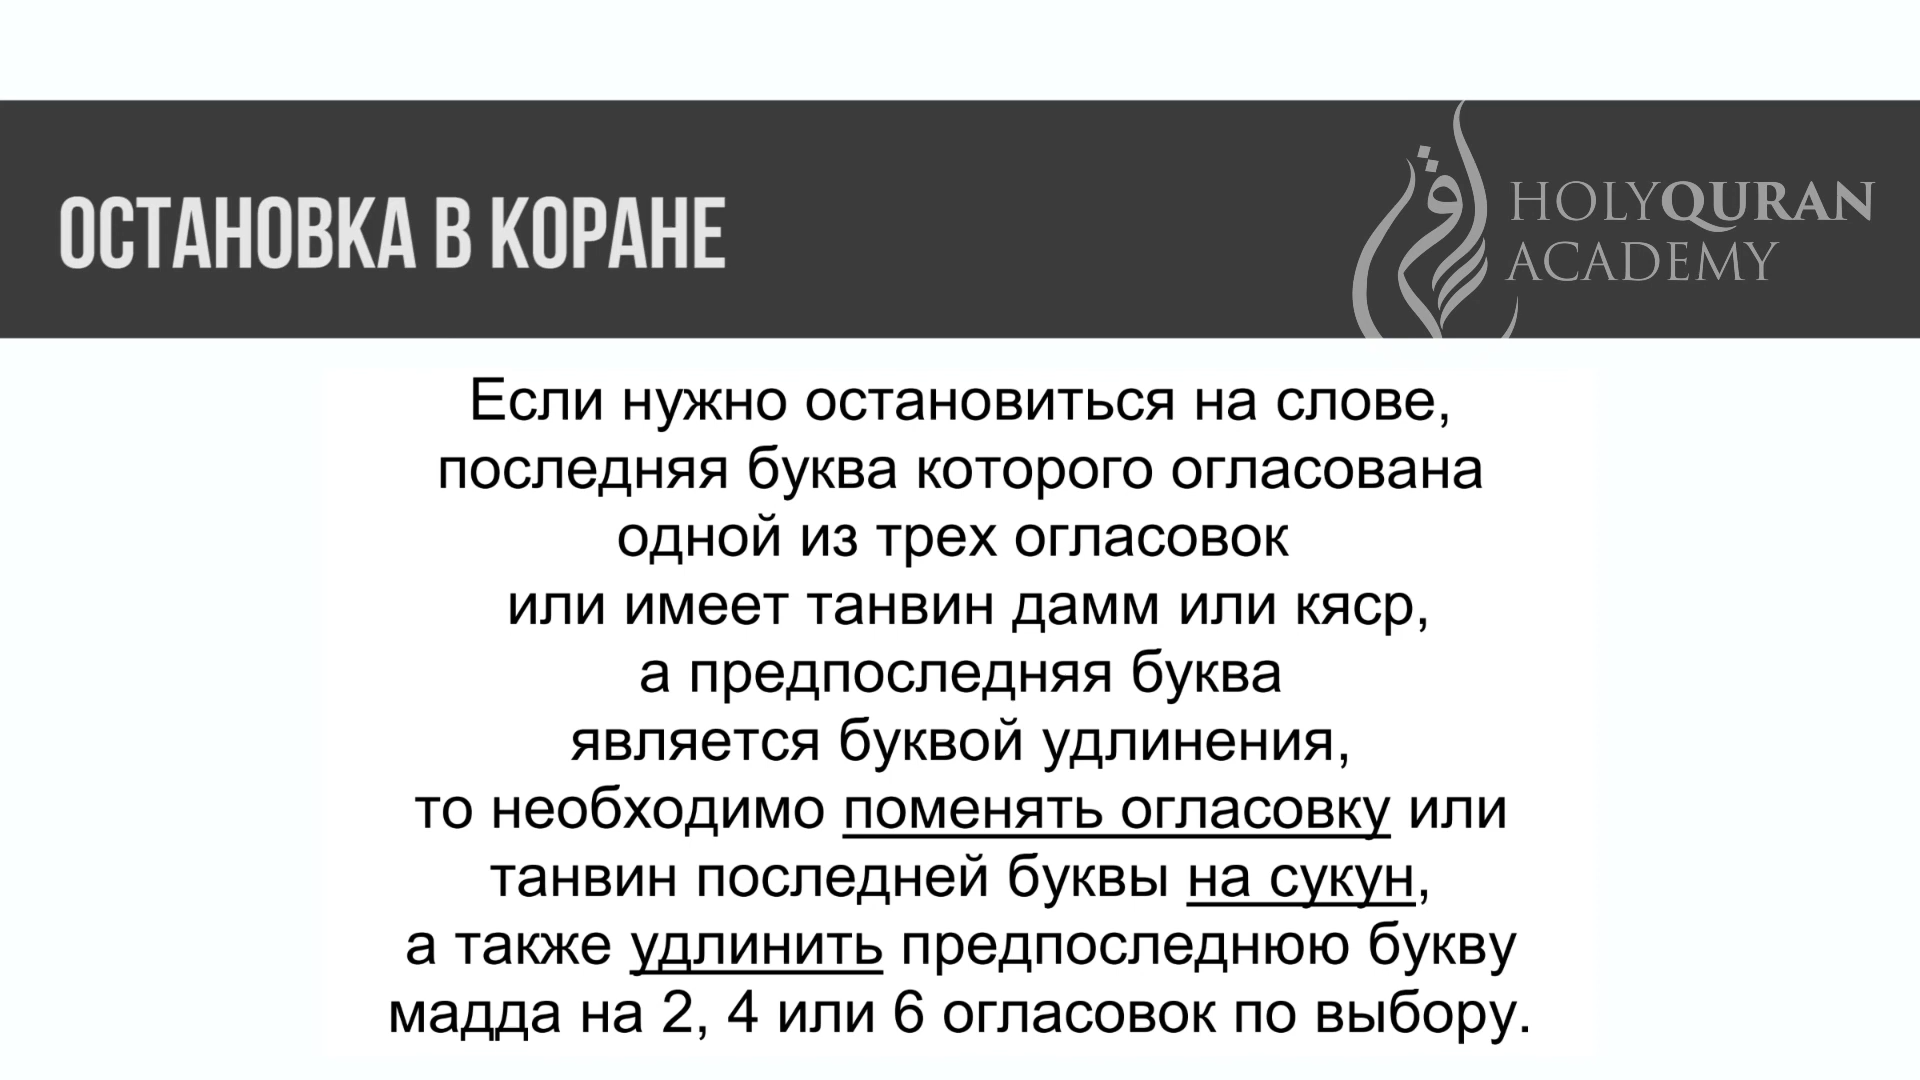 ОСТАНОВКА В КОРАНЕ
HOLYQURAN
ACADEMY
Если нужно остановиться на слове,
последняя буква которого огласована
одной из трех огласовок
или имеет танвин дамм или кяср,
а предпоследняя буква
является буквой удлинения,
то необходимо поменять огласовку или
танвин последней буквы на сукун,
а также удлинить предпоследнюю букву
мадда на 2, 4 или 6 огласовок по выбору.